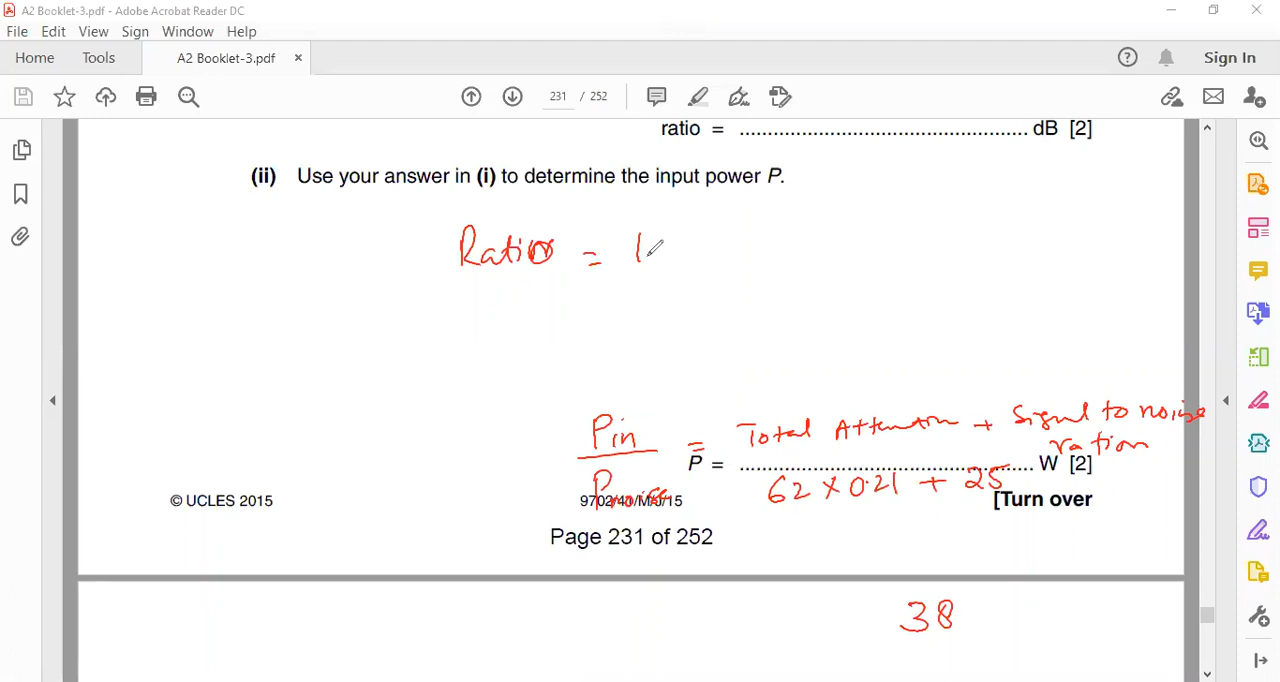 A2 Booklet-3.pdf - Adobe Acrobat Reader DC
File Edit View Sign Window Help
Home Tools A2 Booklet-3.pdf × Sign In
231 / 252
ratio = .................................................. dB [2]
(ii) Use your answer in (i) to determine the input power P.
Ratio = 1
Pin / Pnoise = Total Attention + Signal to noise ration
P = .................................................. W [2]
62 × 0.21 + 25
© UCLES 2015 9702/40/M/J/15 [Turn over
Page 231 of 252
38